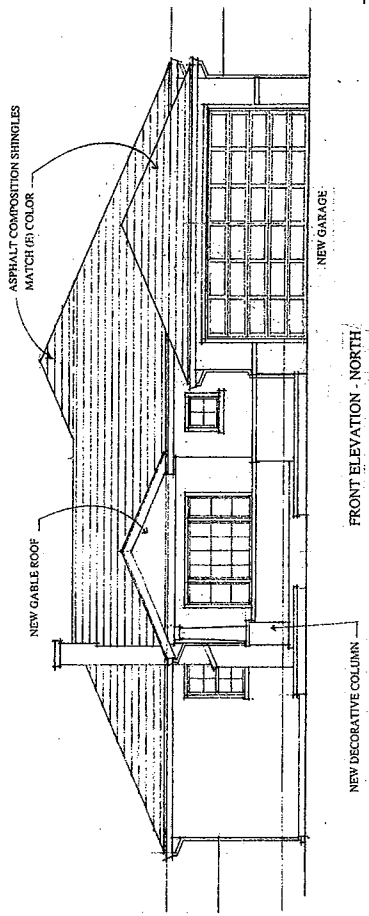 ASPHALT COMPOSITION SHINGLES
MATCH (E) COLOR
NEW GABLE ROOF
NEW GARAGE
NEW DECORATIVE COLUMN
FRONT ELEVATION - NORTH